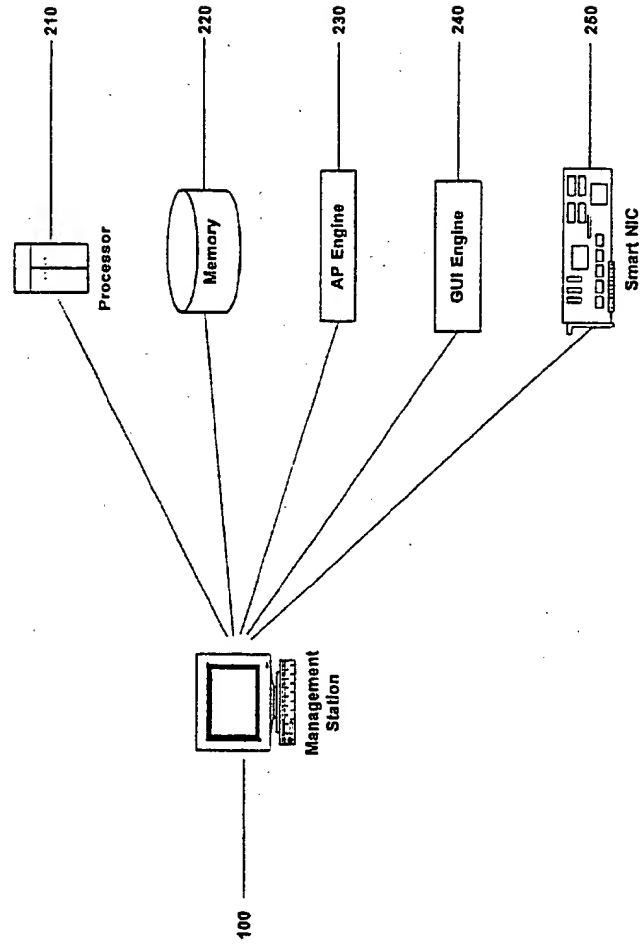 210
Processor
220
Memory
230
AP Engine
240
GUI Engine
250
Smart NIC
Management
Station
100